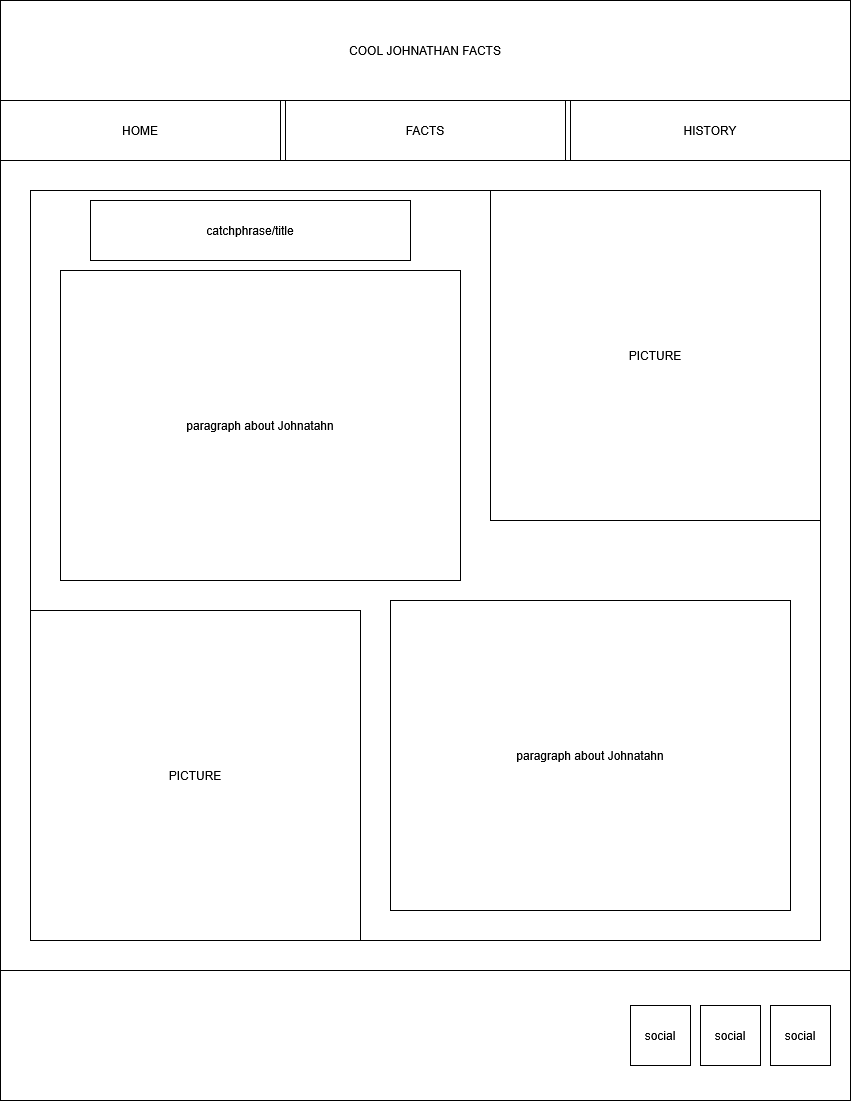 COOL JOHNATHAN FACTS
HOME
FACTS
HISTORY
catchphrase/title
PICTURE
paragraph about Johnatahn
PICTURE
paragraph about Johnatahn
social
social
social